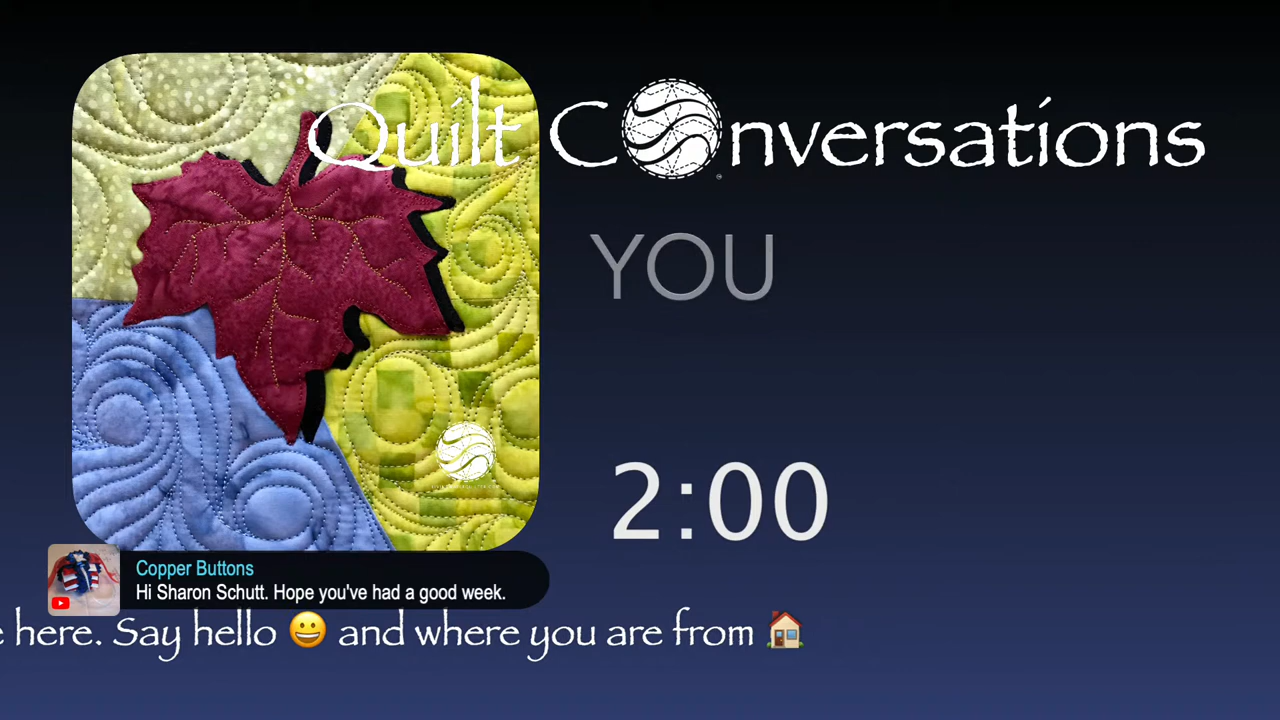 Quilt Conversations
YOU
2:00
Copper Buttons
Hi Sharon Schutt. Hope you've had a good week.
here. Say hello 😀 and where you are from 🏠